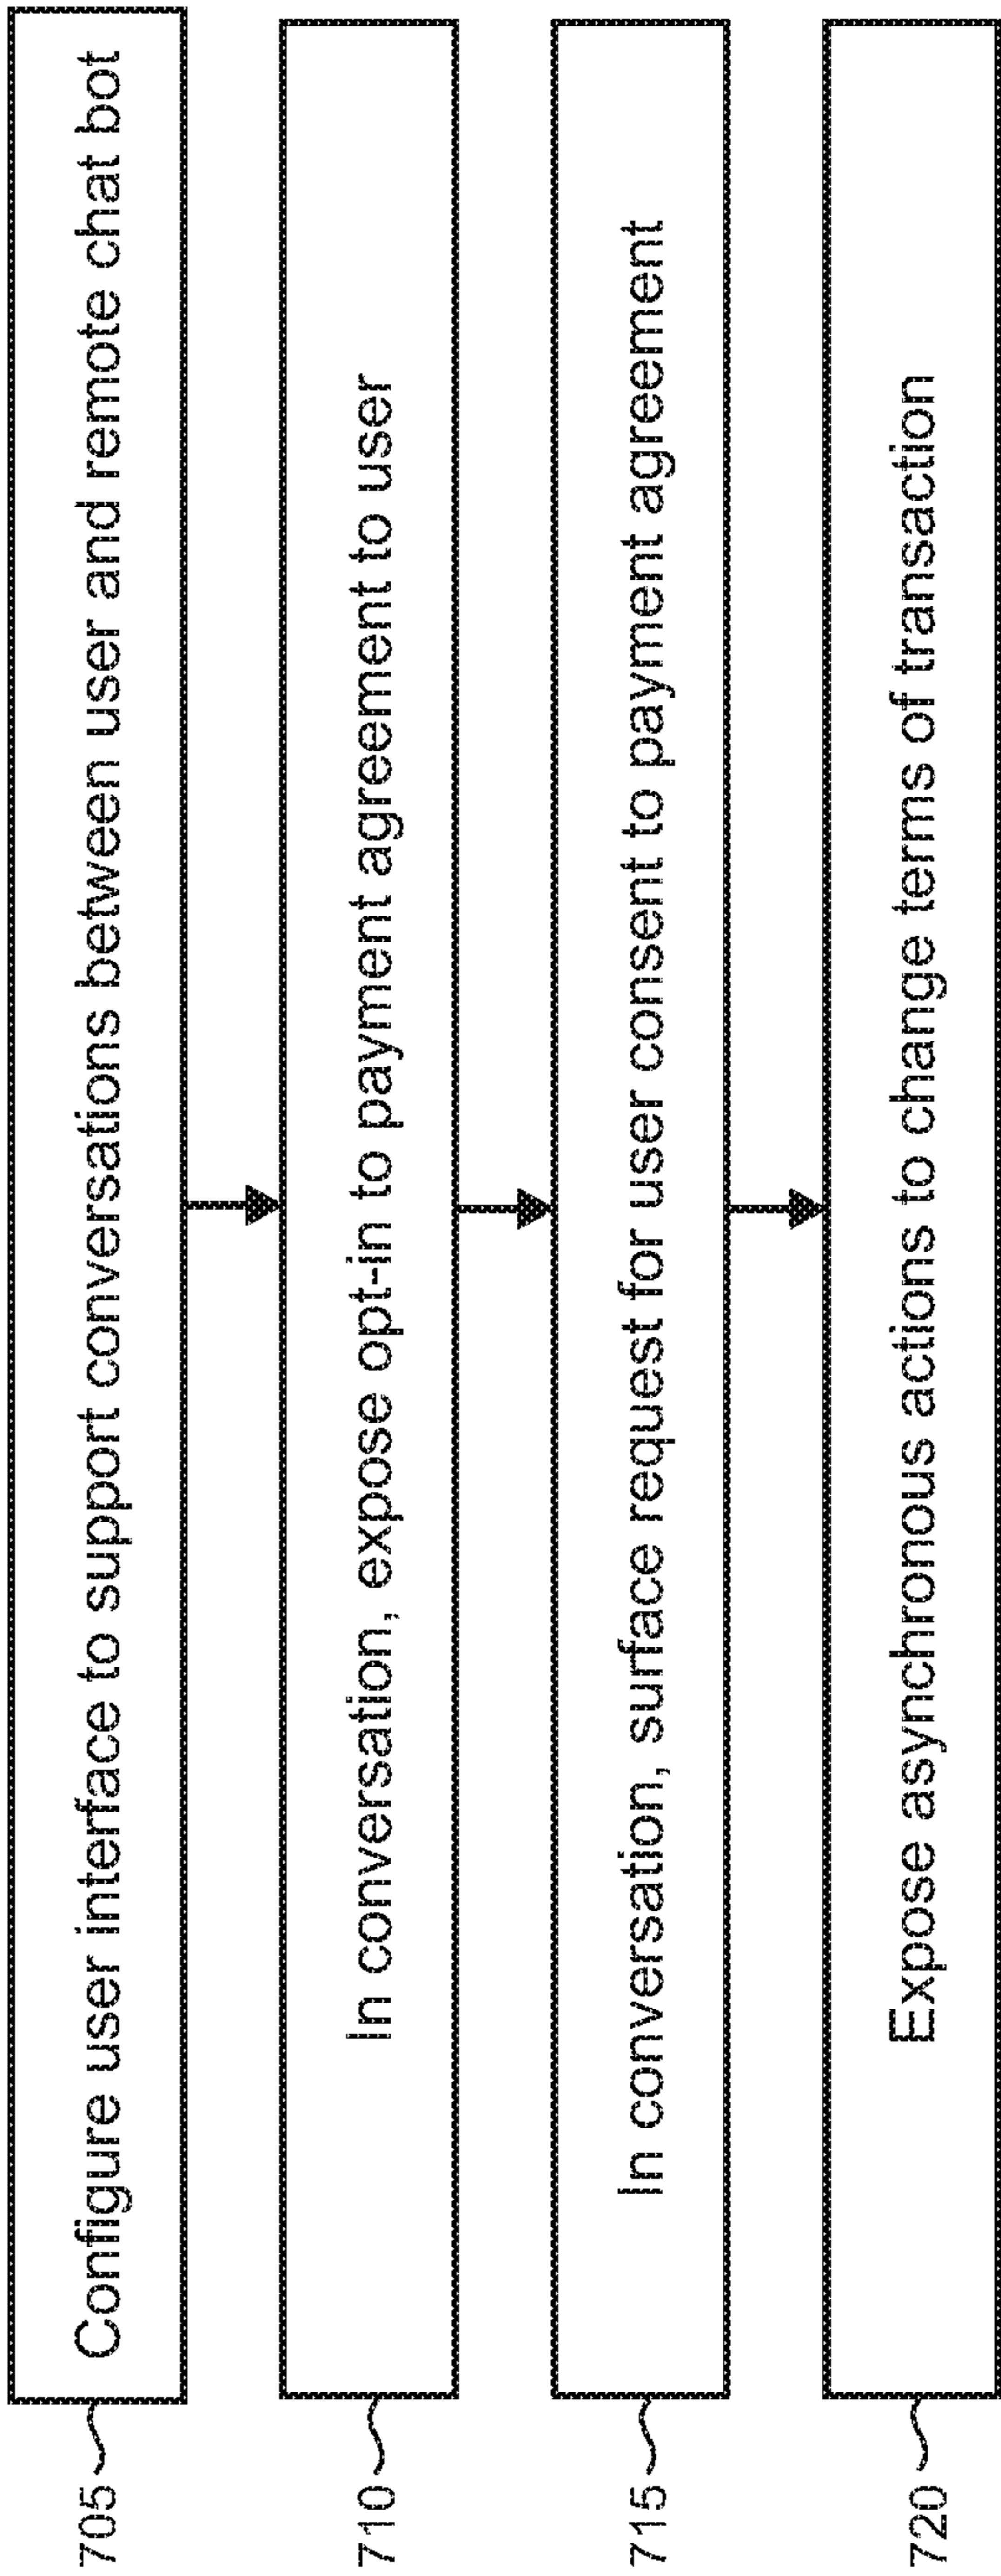 705
Configure user interface to support conversations between user and remote chat bot
710
In conversation, expose opt-in to payment agreement to user
715
In conversation, surface request for user consent to payment agreement
720
Expose asynchronous actions to change terms of transaction